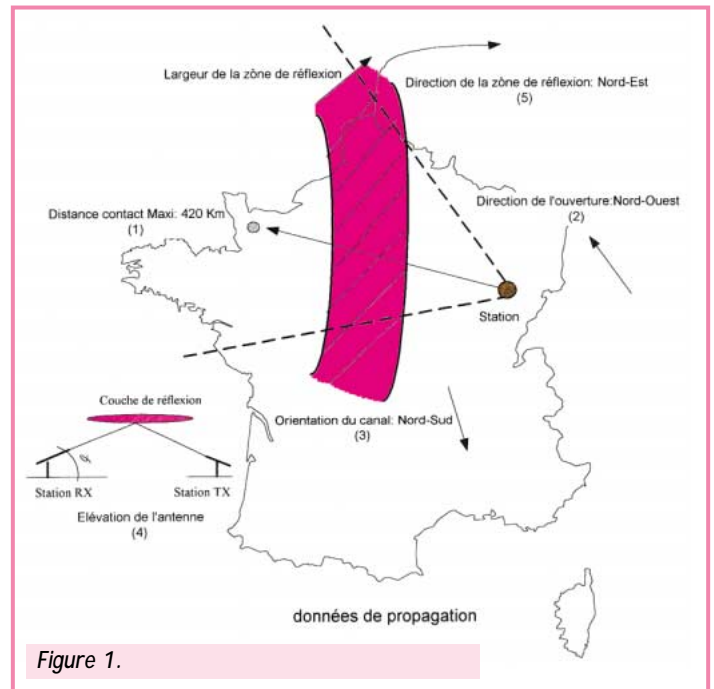 Largeur de la zône de réflexion
Direction de la zône de réflexion: Nord-Est
(5)
Distance contact Maxi: 420 Km
(1)
Direction de l'ouverture:Nord-Ouest
(2)
Station
Couche de réflexion
Orientation du canal: Nord-Sud
(3)
φ
Station RX
Station TX
Elévation de l'antenne
(4)
données de propagation
Figure 1.